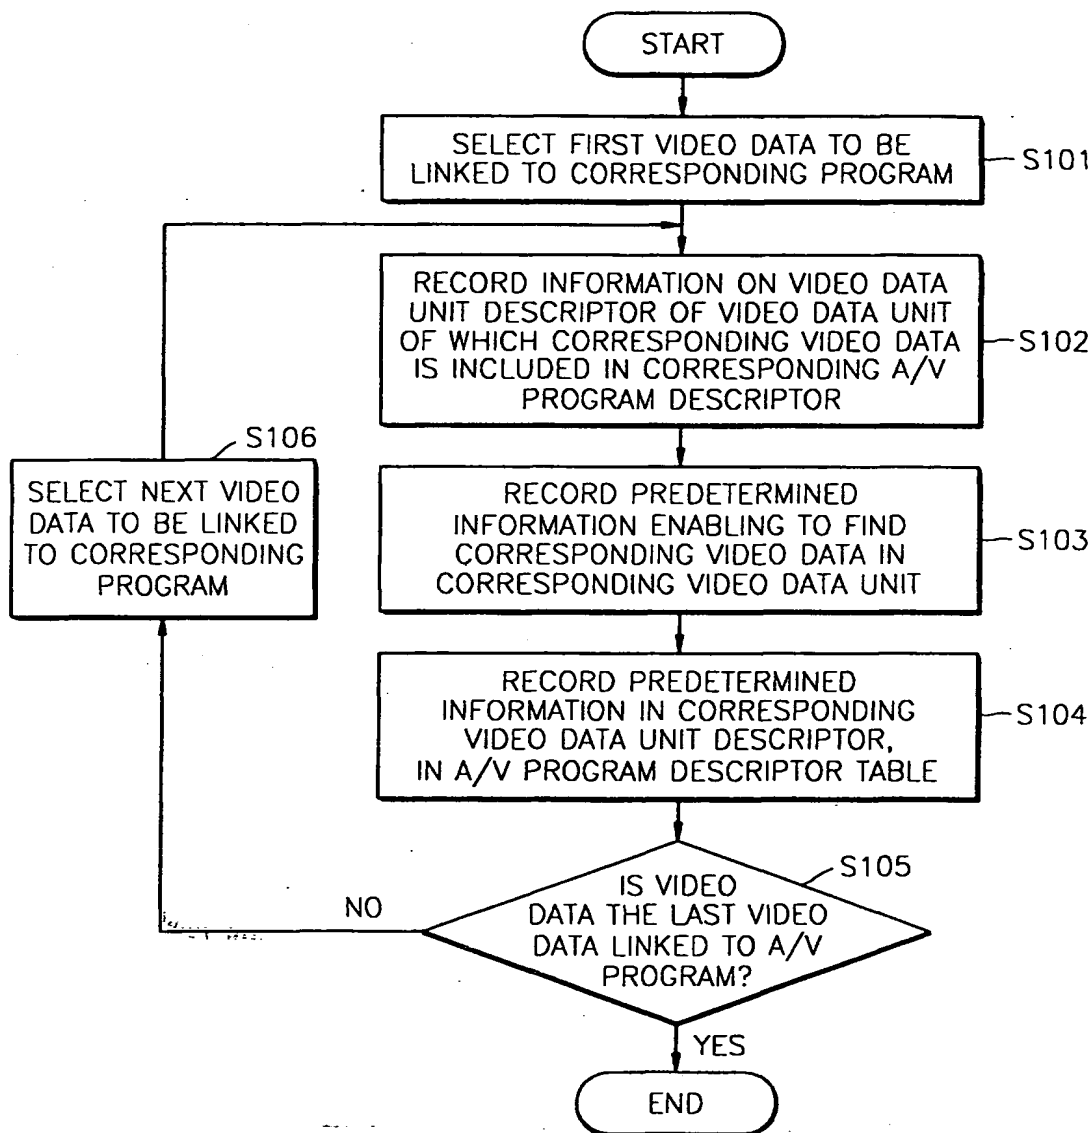 START
SELECT FIRST VIDEO DATA TO BE
LINKED TO CORRESPONDING PROGRAM
S101
RECORD INFORMATION ON VIDEO DATA
UNIT DESCRIPTOR OF VIDEO DATA UNIT
OF WHICH CORRESPONDING VIDEO DATA
IS INCLUDED IN CORRESPONDING A/V
PROGRAM DESCRIPTOR
S102
S106
SELECT NEXT VIDEO
DATA TO BE LINKED
TO CORRESPONDING
PROGRAM
RECORD PREDETERMINED
INFORMATION ENABLING TO FIND
CORRESPONDING VIDEO DATA IN
CORRESPONDING VIDEO DATA UNIT
S103
RECORD PREDETERMINED
INFORMATION IN CORRESPONDING
VIDEO DATA UNIT DESCRIPTOR,
IN A/V PROGRAM DESCRIPTOR TABLE
S104
S105
IS VIDEO
DATA THE LAST VIDEO
DATA LINKED TO A/V
PROGRAM?
NO
YES
END